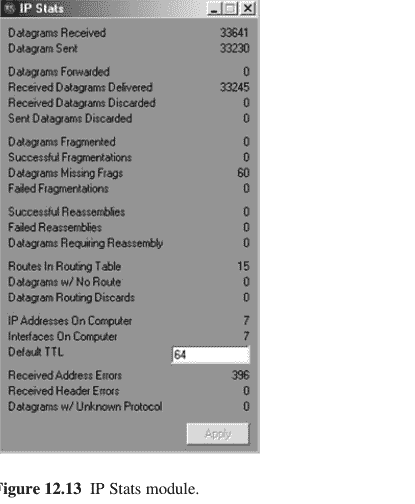 IP Stats
Datagrams Received 33641
Datagram Sent 33230
Datagrams Forwarded 0
Received Datagrams Delivered 33245
Received Datagrams Discarded 0
Sent Datagrams Discarded 0
Datagrams Fragmented 0
Successful Fragmentations 0
Datagrams Missing Frags 60
Failed Fragmentations 0
Successful Reassemblies 0
Failed Reassemblies 0
Datagrams Requiring Reassembly 0
Routes In Routing Table 15
Datagrams w/ No Route 0
Datagram Routing Discards 0
IP Addresses On Computer 7
Interfaces On Computer 7
Default TTL 64
Received Address Errors 396
Received Header Errors 0
Datagrams w/ Unknown Protocol 0
Apply
Figure 12.13 IP Stats module.